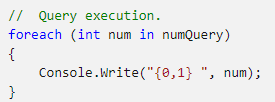 //  Query execution.
foreach (int num in numQuery)
{
    Console.Write("{0,1} ", num);
}